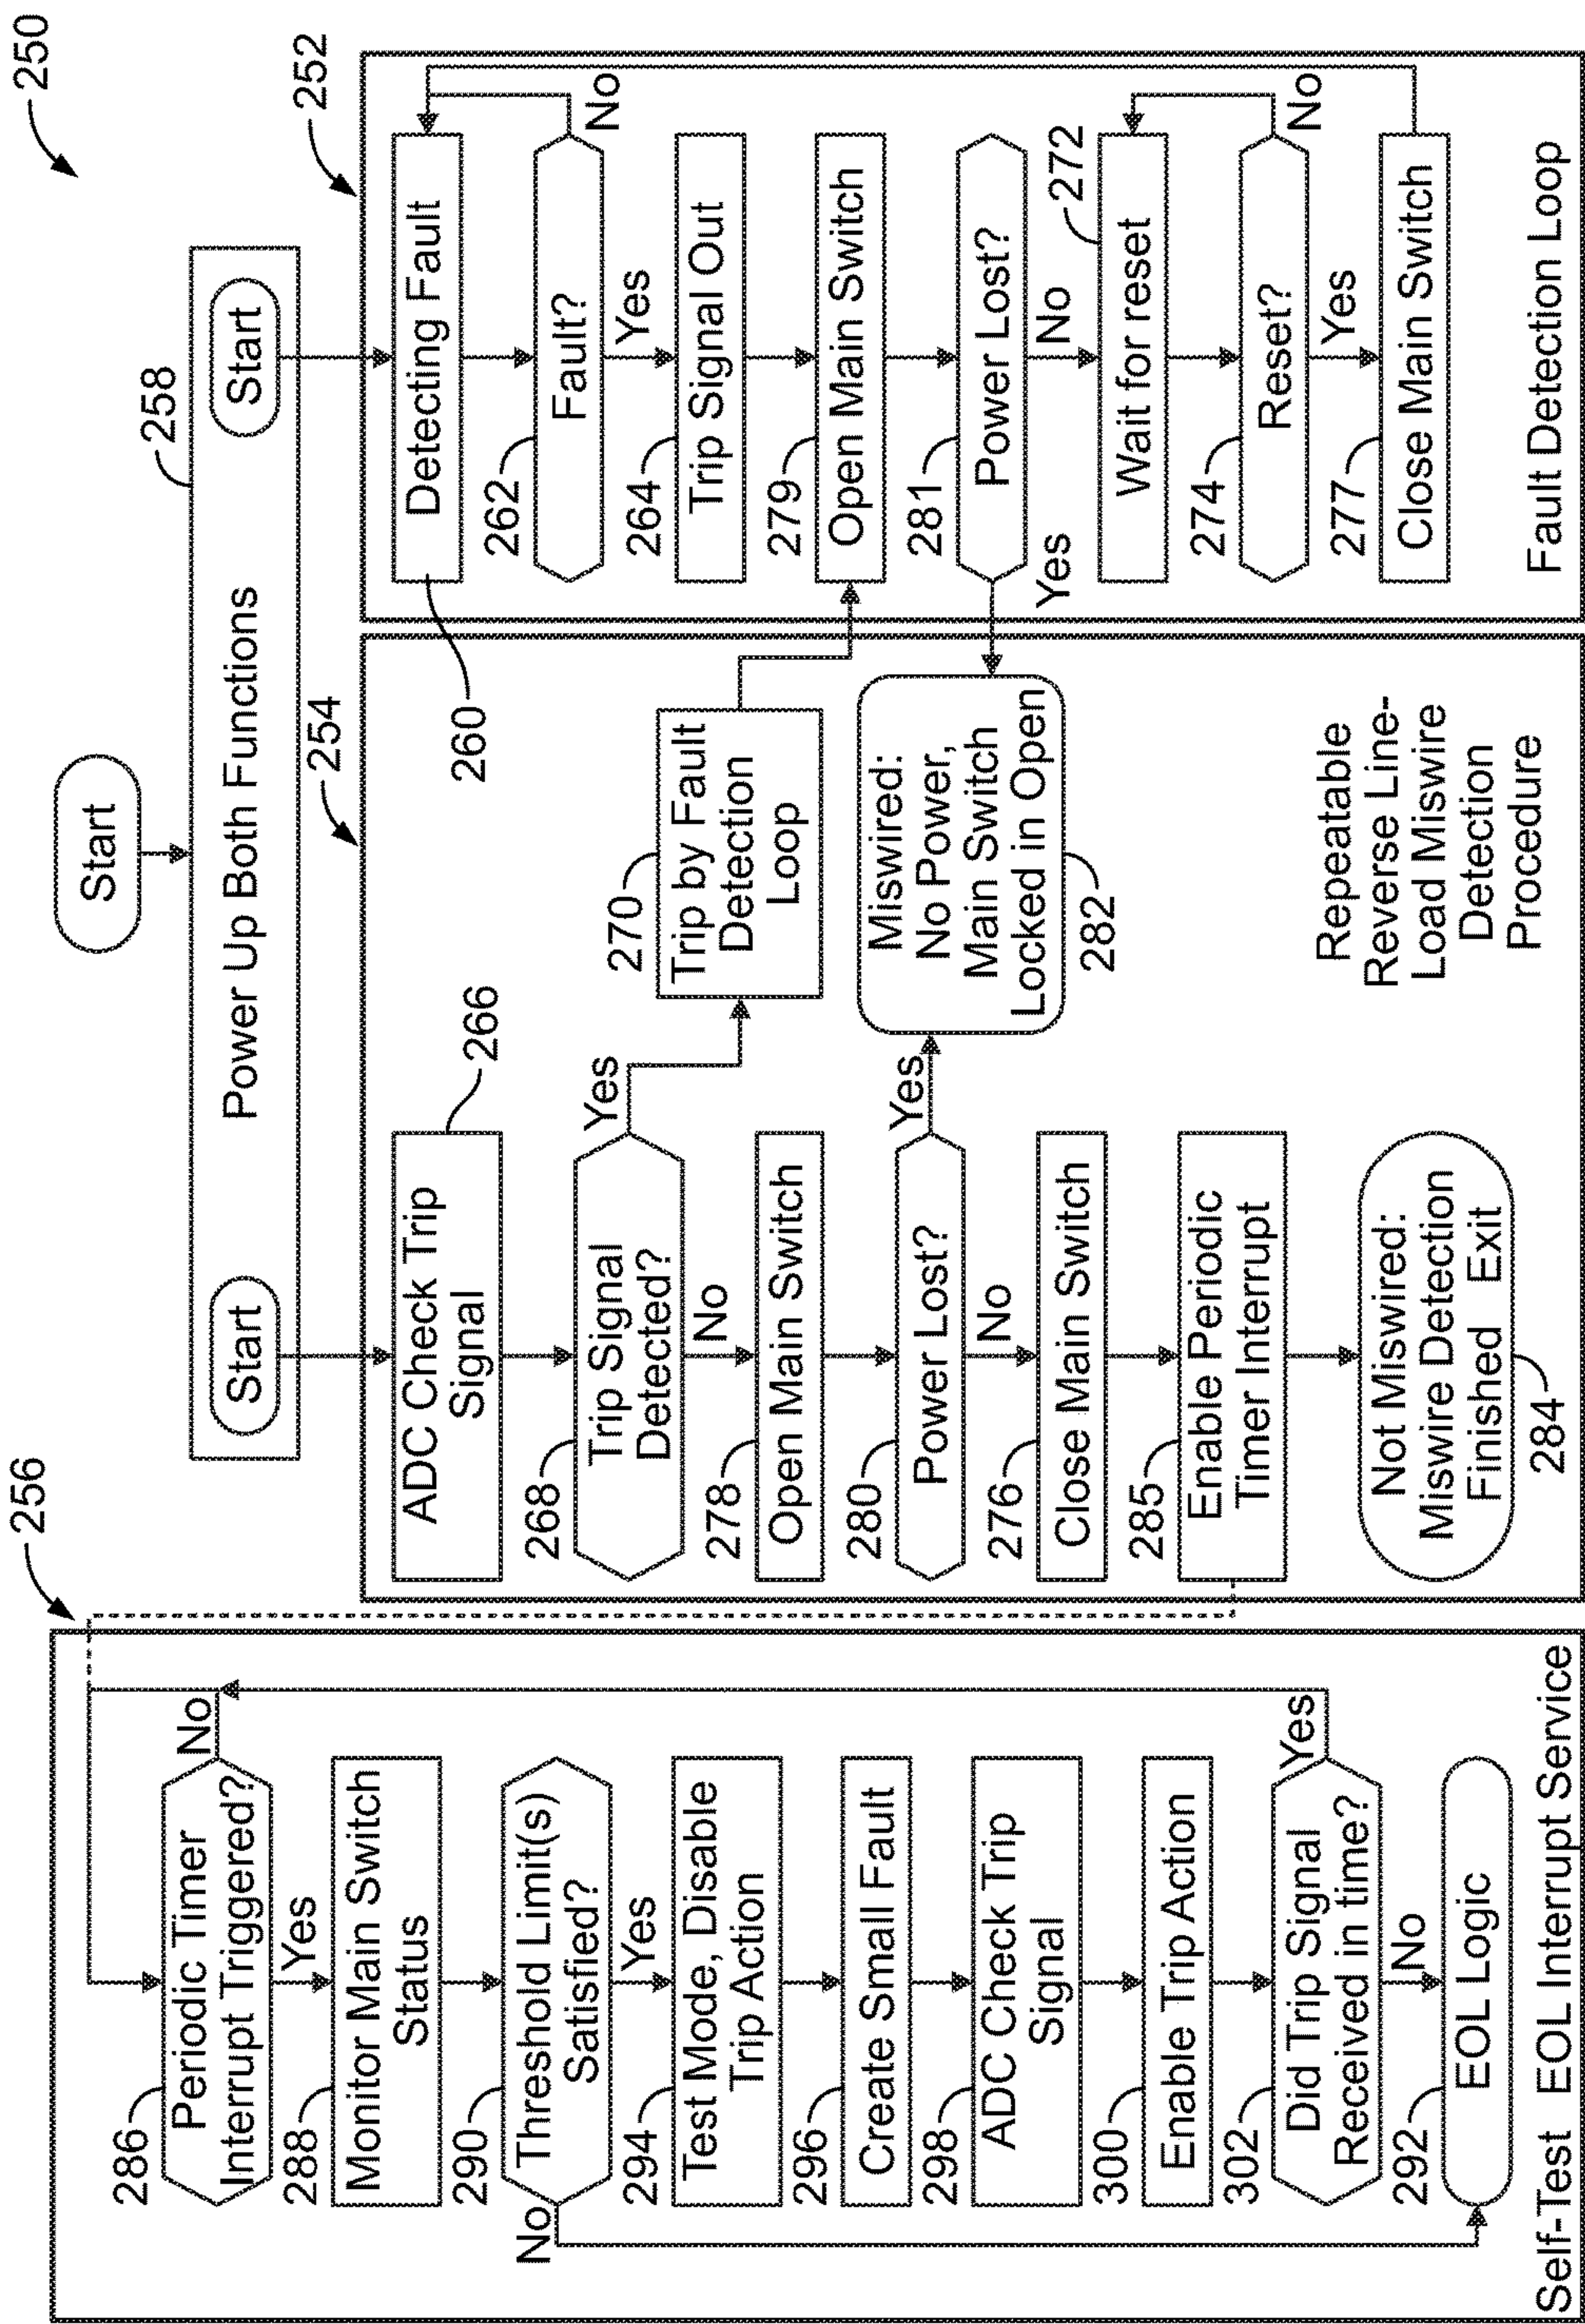 250
Start
258
Power Up Both Functions
Start
Start
256
286
Periodic Timer
Interrupt Triggered?
No
Yes
288
Monitor Main Switch
Status
290
Threshold Limit(s)
Satisfied?
No
Yes
294
Test Mode, Disable
Trip Action
296
Create Small Fault
298
ADC Check Trip
Signal
300
Enable Trip Action
302
Did Trip Signal
Received in time?
Yes
No
292
EOL Logic
Self-Test EOL Interrupt Service
254
ADC Check Trip
Signal
266
268
Trip Signal
Detected?
Yes
No
270
Trip by Fault
Detection
Loop
278
Open Main Switch
280
Power Lost?
Yes
No
Miswired:
No Power,
Main Switch
Locked in Open
282
276
Close Main Switch
285
Enable Periodic
Timer Interrupt
Not Miswired:
Miswire Detection
Finished Exit
284
Repeatable
Reverse Line-
Load Miswire
Detection
Procedure
252
Detecting Fault
260
262
Fault?
No
Yes
264
Trip Signal Out
279
Open Main Switch
281
Power Lost?
Yes
No
272
Wait for reset
274
Reset?
No
Yes
277
Close Main Switch
Fault Detection Loop